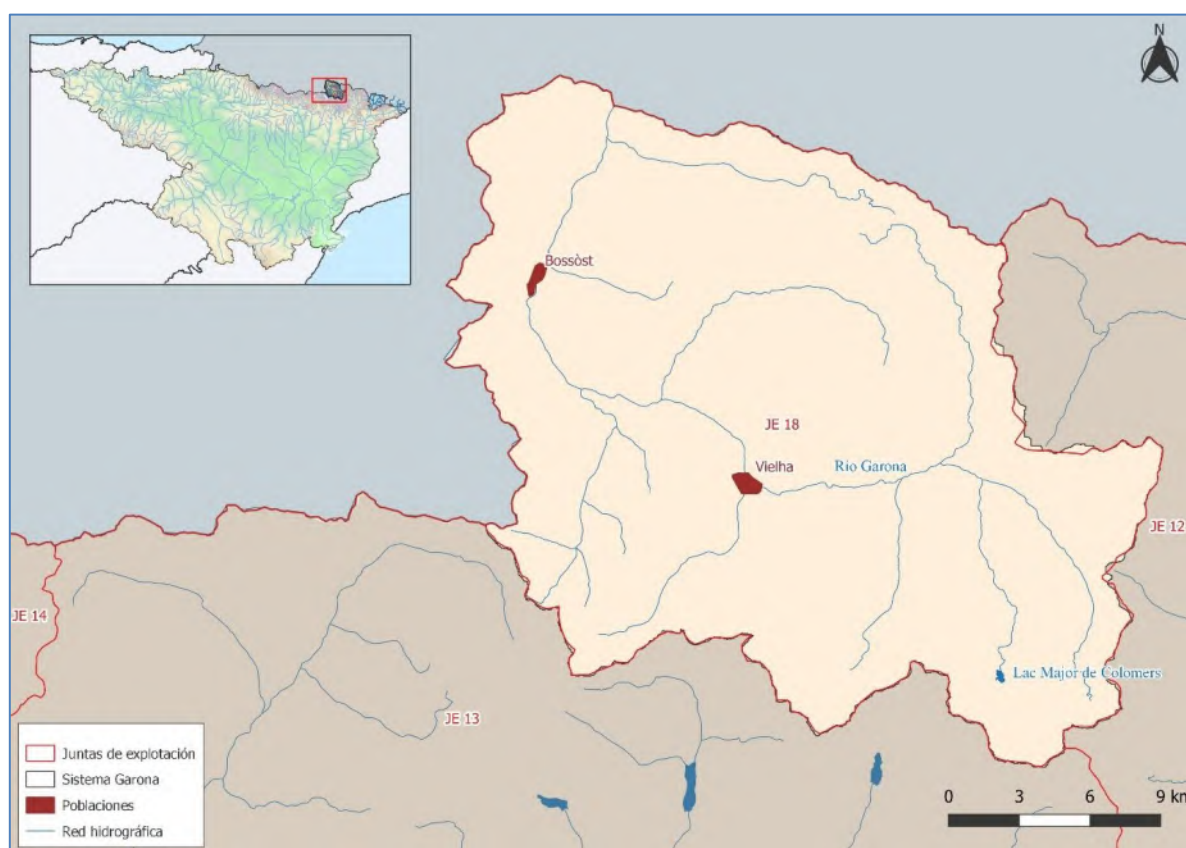 N
Bossòst
JE 18
Vielha
Río Garona
JE 12
JE 14
Lac Major de Colomers
JE 13
Juntas de explotación
Sistema Garona
Poblaciones
Red hidrográfica
0 3 6 9 km